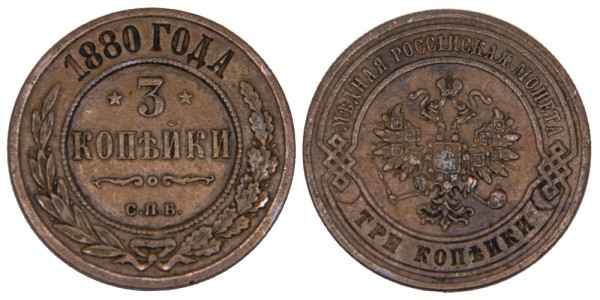 1880 ГОДА
3
КОПѢЙКИ
С.П.Б.
МѢДНАЯ РОССІЙСКАЯ МОНЕТА
ТРИ КОПѢЙКИ